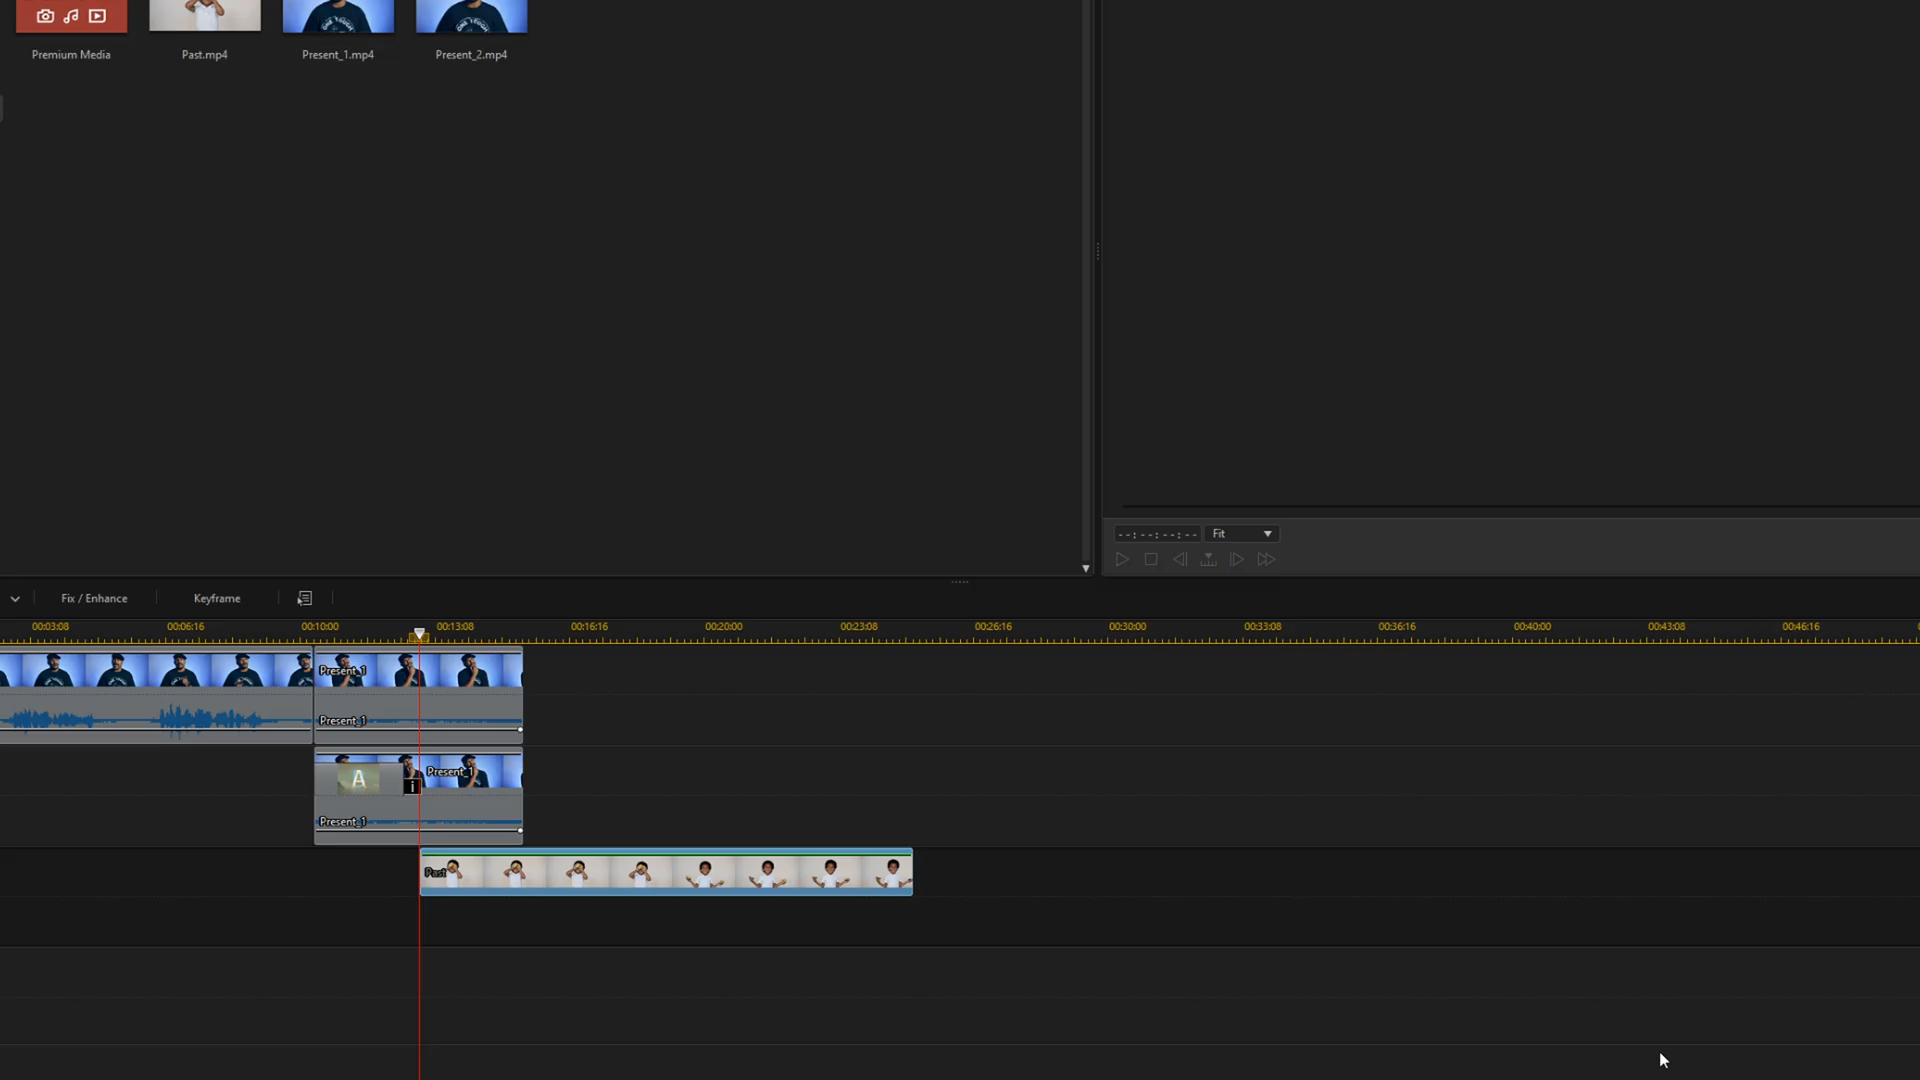 Premium Media
Past.mp4
Present_1.mp4
Present_2.mp4
--:--:--:--
Fit
Fix / Enhance
Keyframe
00:03:08
00:06:16
00:10:00
00:13:08
00:16:16
00:20:00
00:23:08
00:26:16
00:30:00
00:33:08
00:36:16
00:40:00
00:43:08
00:46:16
Present_1
Present_1
A
i
Present_1
Present_1
Past